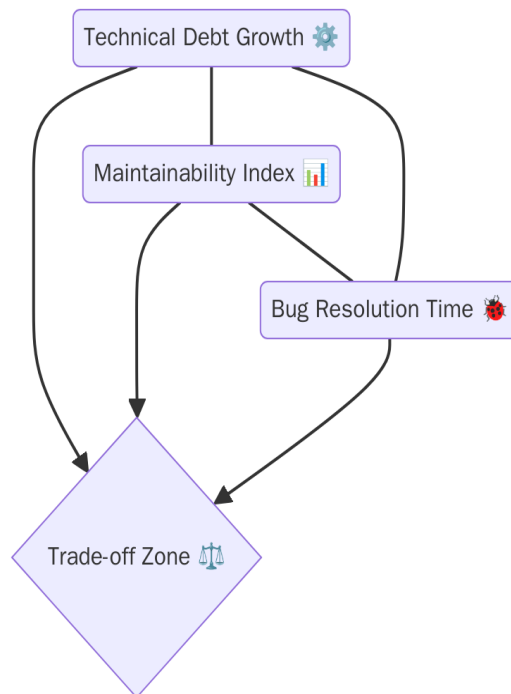 Technical Debt Growth ⚙️
Maintainability Index 📊
Bug Resolution Time 🐞
Trade-off Zone ⚖️